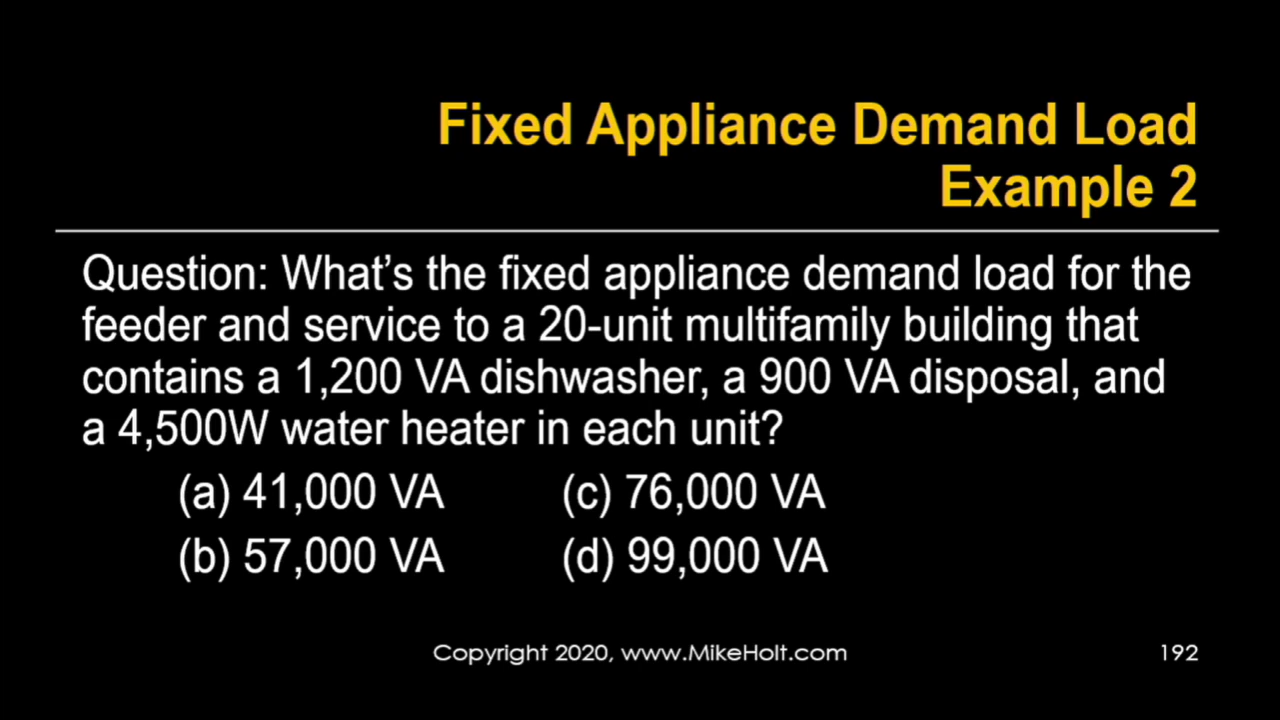 Fixed Appliance Demand Load
Example 2
Question: What's the fixed appliance demand load for the
feeder and service to a 20-unit multifamily building that
contains a 1,200 VA dishwasher, a 900 VA disposal, and
a 4,500W water heater in each unit?
(a) 41,000 VA (c) 76,000 VA
(b) 57,000 VA (d) 99,000 VA
Copyright 2020, www.MikeHolt.com 192